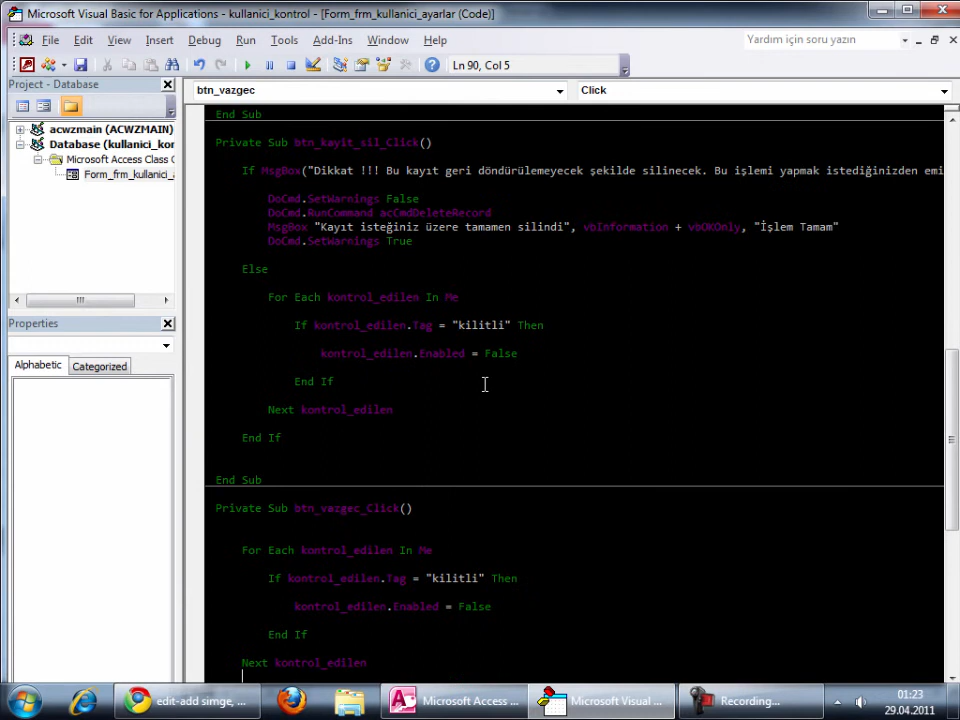 Microsoft Visual Basic for Applications - kullanici_kontrol - [Form_frm_kullanici_ayarlar (Code)]
File Edit View Insert Debug Run Tools Add-Ins Window Help
Yardım için soru yazın
Ln 90, Col 5
Project - Database
btn_vazgec
Click
acwzmain (ACWZMAIN)
Database (kullanici_kon
Microsoft Access Class O
Form_frm_kullanici_a
Properties
Alphabetic Categorized
End Sub
Private Sub btn_kayit_sil_Click()
If MsgBox("Dikkat !!! Bu kayıt geri döndürülemeyecek şekilde silinecek. Bu işlemi yapmak istediğinizden emi
DoCmd.SetWarnings False
DoCmd.RunCommand acCmdDeleteRecord
MsgBox "Kayıt isteğiniz üzere tamamen silindi", vbInformation + vbOKOnly, "İşlem Tamam"
DoCmd.SetWarnings True
Else
For Each kontrol_edilen In Me
If kontrol_edilen.Tag = "kilitli" Then
kontrol_edilen.Enabled = False
End If
Next kontrol_edilen
End If
End Sub
Private Sub btn_vazgec_Click()
For Each kontrol_edilen In Me
If kontrol_edilen.Tag = "kilitli" Then
kontrol_edilen.Enabled = False
End If
Next kontrol_edilen
edit-add simge, ...
Microsoft Access ...
Microsoft Visual ...
Recording...
01:23
29.04.2011